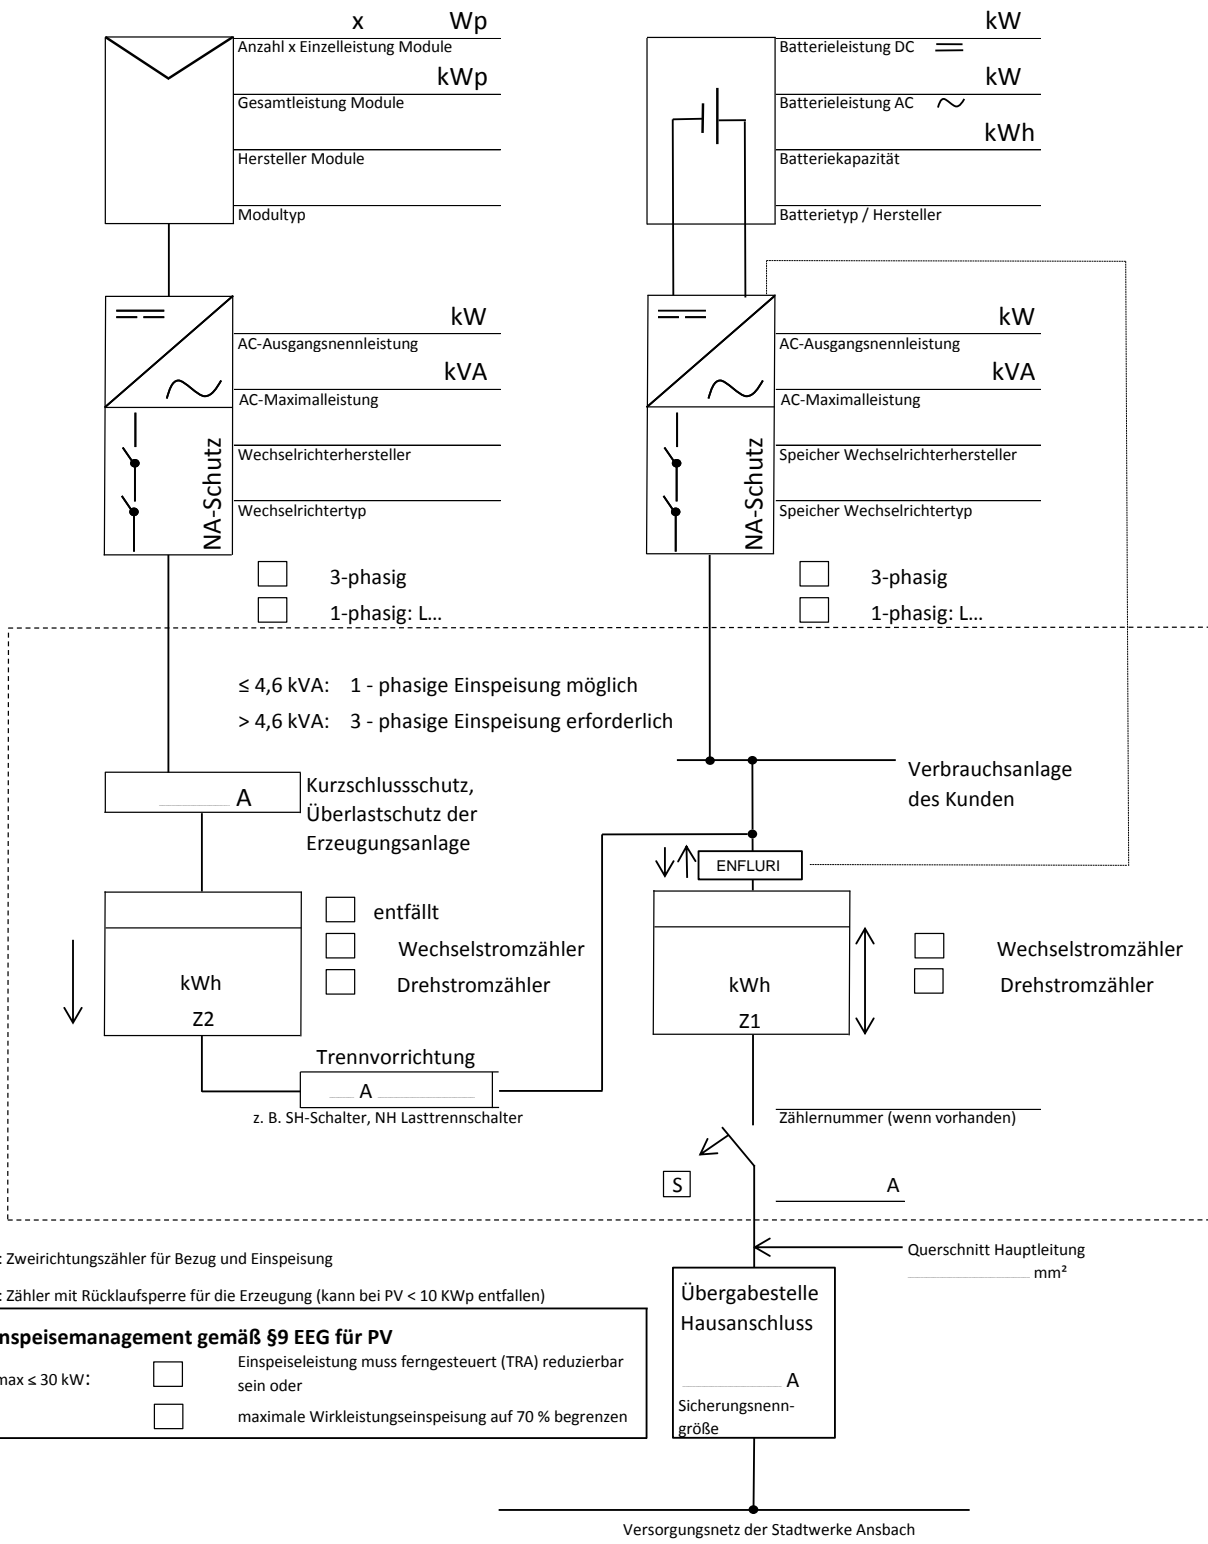 x Wp
Anzahl x Einzelleistung Module
kWp
Gesamtleistung Module
Hersteller Module
Modultyp
kW
Batterieleistung DC
kW
Batterieleistung AC
kWh
Batteriekapazität
Batterietyp / Hersteller
kW
AC-Ausgangsnennleistung
kVA
AC-Maximalleistung
Wechselrichterhersteller
Wechselrichtertyp
NA-Schutz
3-phasig
1-phasig: L...
kW
AC-Ausgangsnennleistung
kVA
AC-Maximalleistung
Speicher Wechselrichterhersteller
Speicher Wechselrichtertyp
NA-Schutz
3-phasig
1-phasig: L...
≤ 4,6 kVA: 1 - phasige Einspeisung möglich
> 4,6 kVA: 3 - phasige Einspeisung erforderlich
A
Kurzschlussschutz,
Überlastschutz der
Erzeugungsanlage
Verbrauchsanlage
des Kunden
ENFLURI
entfällt
Wechselstromzähler
Drehstromzähler
kWh
Z2
kWh
Z1
Wechselstromzähler
Drehstromzähler
Trennvorrichtung
A
z. B. SH-Schalter, NH Lasttrennschalter
Zählernummer (wenn vorhanden)
S
A
Querschnitt Hauptleitung
mm²
: Zweirichtungszähler für Bezug und Einspeisung
: Zähler mit Rücklaufsperre für die Erzeugung (kann bei PV < 10 KWp entfallen)
nspeisemanagement gemäß §9 EEG für PV
max ≤ 30 kW:
Einspeiseleistung muss ferngesteuert (TRA) reduzierbar
sein oder
maximale Wirkleistungseinspeisung auf 70 % begrenzen
Übergabestelle
Hausanschluss
A
Sicherungsnenn-
größe
Versorgungsnetz der Stadtwerke Ansbach